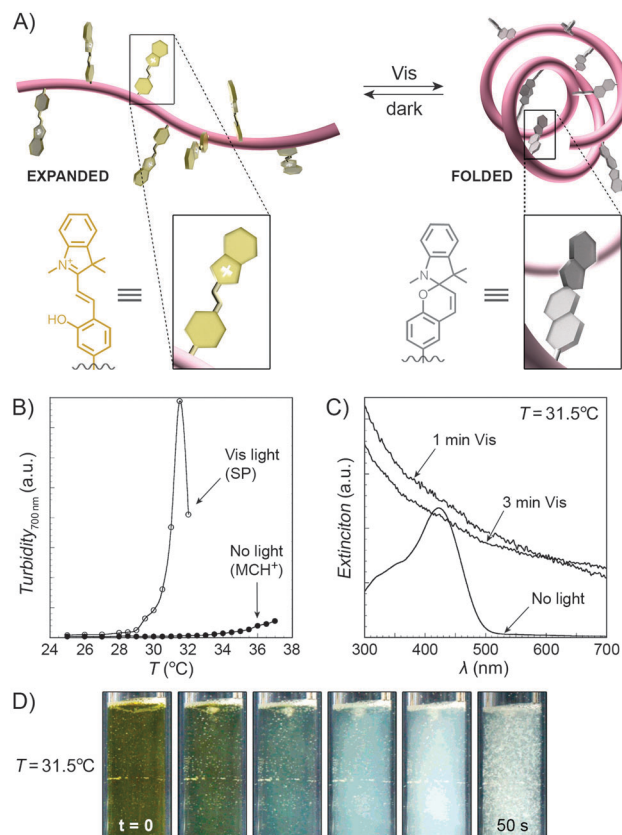 A)
Vis
dark
EXPANDED
FOLDED
N+
HO
N
O
B)
Turbidity700 nm (a.u.)
Vis light
(SP)
No light
(MCH+)
24 26 28 30 32 34 36 38
T (ºC)
C)
T = 31.5ºC
Extinciton (a.u.)
1 min Vis
3 min Vis
No light
300 400 500 600 700
λ (nm)
D)
T = 31.5ºC
t = 0
50 s